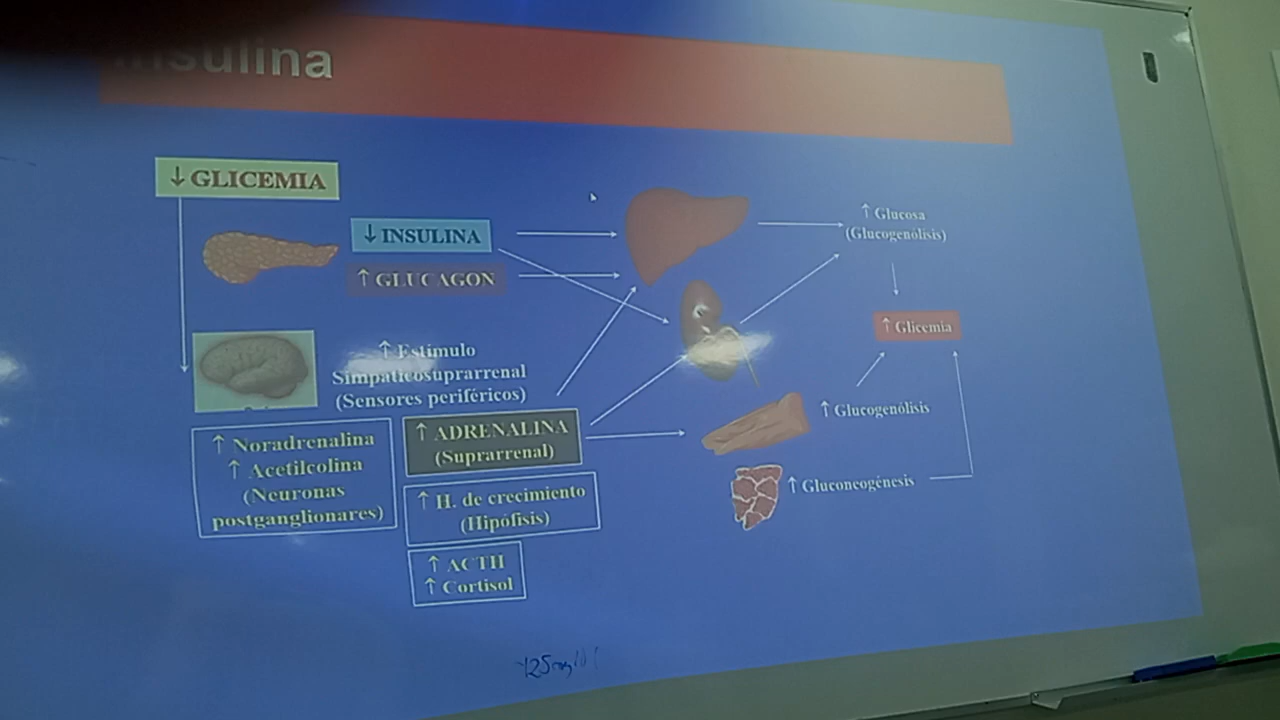 Insulina
↓ GLICEMIA
↓ INSULINA
↑ GLUCAGON
↑ Estimulo
Simpaticosuprarrenal
(Sensores periféricos)
↑ Noradrenalina
↑ Acetilcolina
(Neuronas
postganglionares)
↑ ADRENALINA
(Suprarrenal)
↑ H. de crecimiento
(Hipófisis)
↑ ACTH
↑ Cortisol
↑ Glucosa
(Glucogenólisis)
↑ Glicemia
↑ Glucogenólisis
↑ Gluconeogénesis